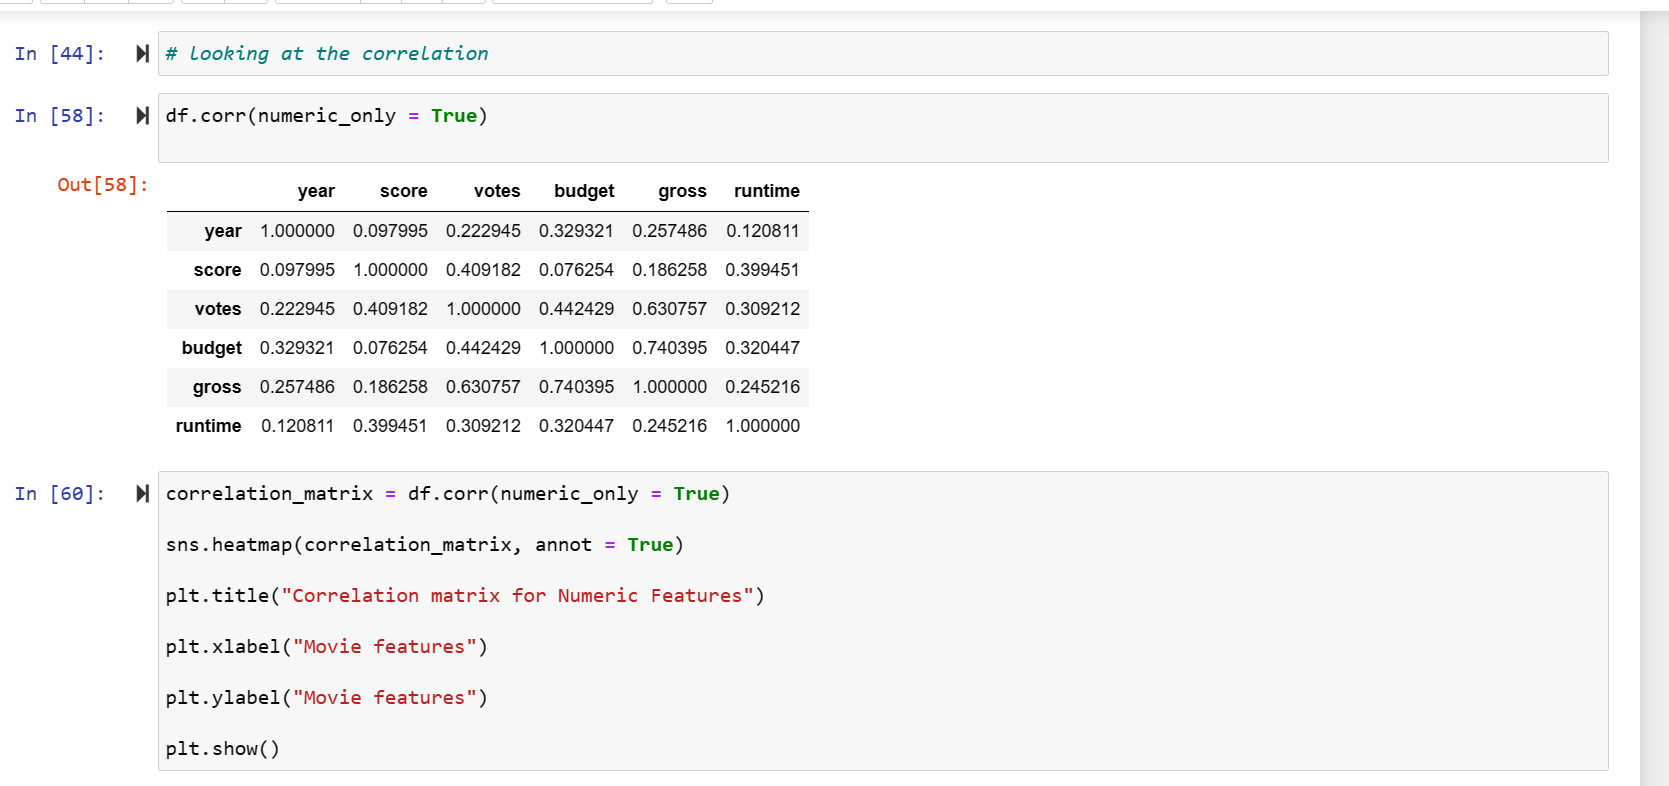 In [44]: # looking at the correlation
In [58]: df.corr(numeric_only = True)
Out[58]:
year score votes budget gross runtime
year 1.000000 0.097995 0.222945 0.329321 0.257486 0.120811
score 0.097995 1.000000 0.409182 0.076254 0.186258 0.399451
votes 0.222945 0.409182 1.000000 0.442429 0.630757 0.309212
budget 0.329321 0.076254 0.442429 1.000000 0.740395 0.320447
gross 0.257486 0.186258 0.630757 0.740395 1.000000 0.245216
runtime 0.120811 0.399451 0.309212 0.320447 0.245216 1.000000
In [60]: correlation_matrix = df.corr(numeric_only = True)
sns.heatmap(correlation_matrix, annot = True)
plt.title("Correlation matrix for Numeric Features")
plt.xlabel("Movie features")
plt.ylabel("Movie features")
plt.show()